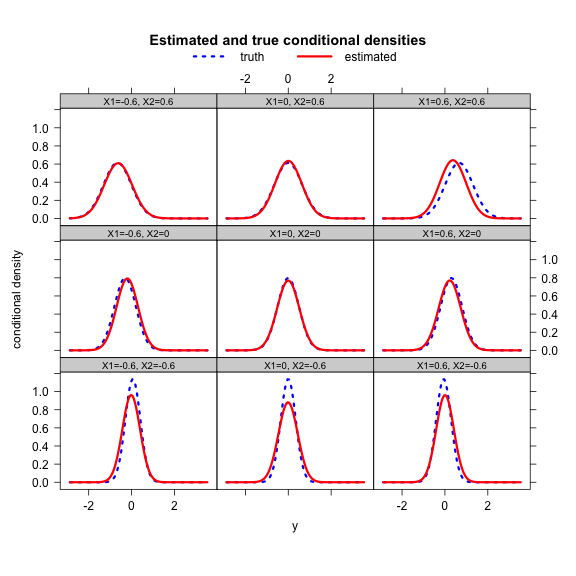 Estimated and true conditional densities
truth estimated
-2 0 2
X1=-0.6, X2=0.6 X1=0, X2=0.6 X1=0.6, X2=0.6
1.0
0.8
0.6
0.4
0.2
0.0
X1=-0.6, X2=0 X1=0, X2=0 X1=0.6, X2=0
1.0
0.8
0.6
0.4
0.2
0.0
conditional density
X1=-0.6, X2=-0.6 X1=0, X2=-0.6 X1=0.6, X2=-0.6
1.0
0.8
0.6
0.4
0.2
0.0
-2 0 2 -2 0 2
y